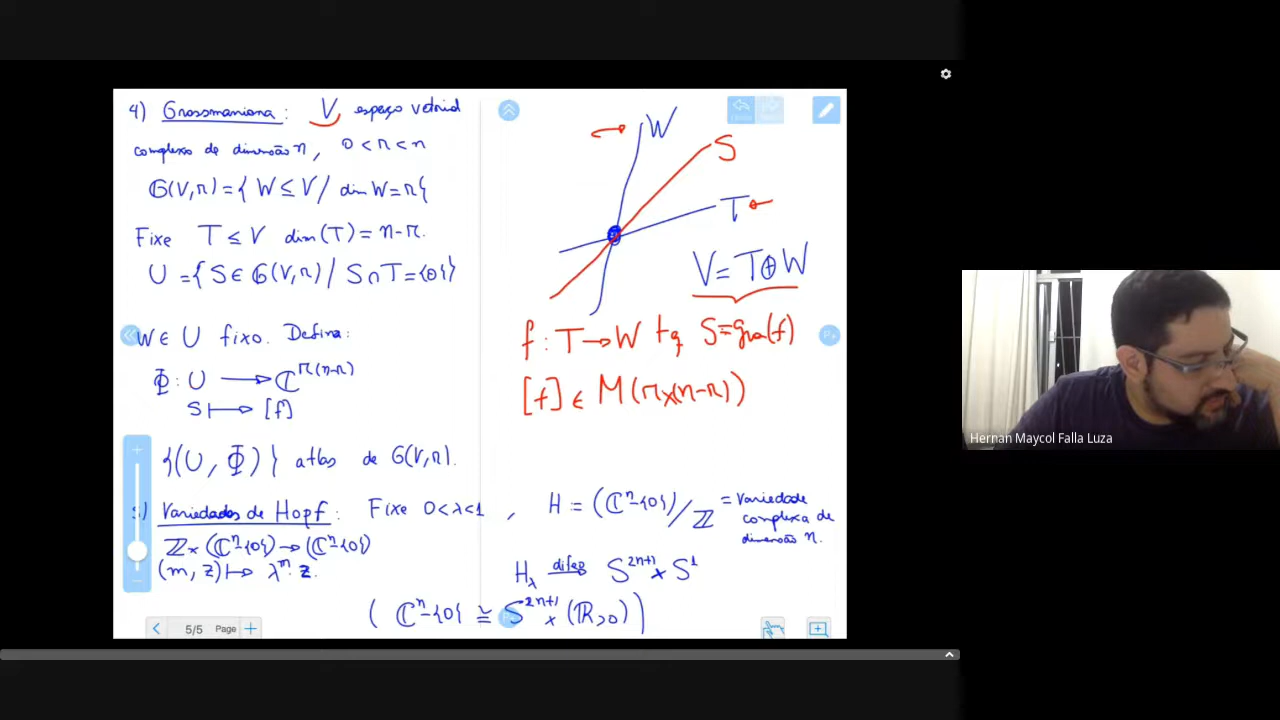 4) Grassmaniana: V espaço vetorial
complexo de dimensão n, 0 < r < n
G(V,r) = { W ≤ V / dim W = r }
Fixe T ≤ V dim(T) = n-r.
U = { S ∈ G(V,r) / S ∩ T = {0} }
W ∈ U fixo. Defina:
Φ: U → ℂ^{r(n-r)}
S ↦ [f]
{(U, Φ)} atlas de G(V,r).
W
S
T
V = T ⊕ W
f: T → W tq S = gra(f)
[f] ∈ M(r×(n-r))
5) Variedades de Hopf: Fixe 0<λ<1, H = (ℂ^n-{0})/ℤ = variedade
complexa de
dimensão n.
ℤ × (ℂ^n-{0}) → (ℂ^n-{0})
(m, z) ↦ λ^m · z.
H_λ difeo S^{2n+1} × S^1
( ℂ^n-{0} ≅ S^{2n+1} × (ℝ_{>0}) )
5/5 Page
Hernan Maycol Falla Luza